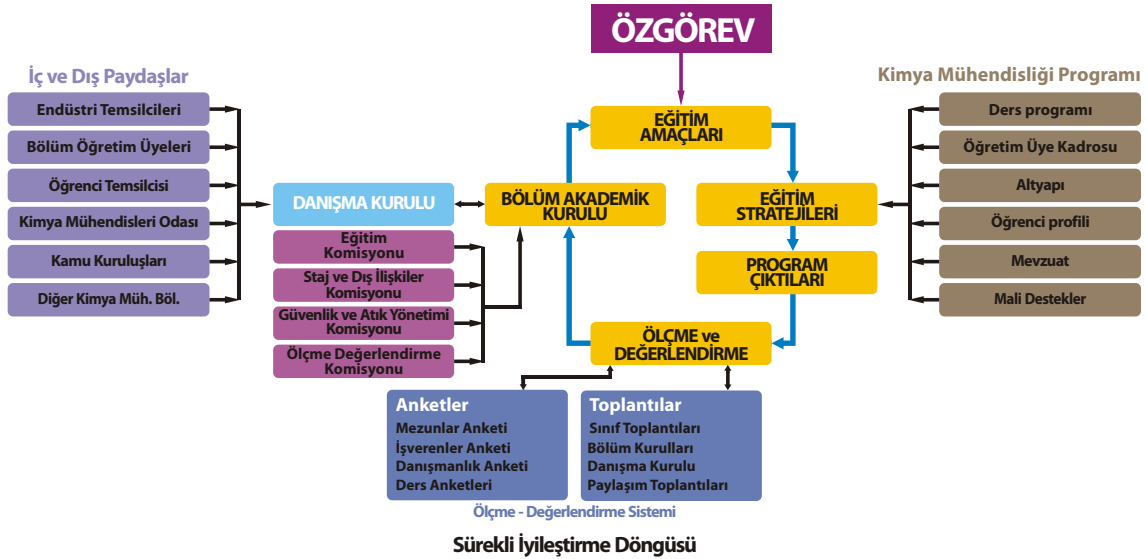 ÖZGÖREV
İç ve Dış Paydaşlar
Endüstri Temsilcileri
Bölüm Öğretim Üyeleri
Öğrenci Temsilcisi
Kimya Mühendisleri Odası
Kamu Kuruluşları
Diğer Kimya Müh. Böl.
DANIŞMA KURULU
Eğitim
Komisyonu
Staj ve Dış İlişkiler
Komisyonu
Güvenlik ve Atık Yönetimi
Komisyonu
Ölçme Değerlendirme
Komisyonu
BÖLÜM AKADEMİK
KURULU
EĞİTİM
AMAÇLARI
EĞİTİM
STRATEJİLERİ
PROGRAM
ÇIKTILARI
ÖLÇME ve
DEĞERLENDİRME
Kimya Mühendisliği Programı
Ders programı
Öğretim Üye Kadrosu
Altyapı
Öğrenci profili
Mevzuat
Mali Destekler
Anketler
Mezunlar Anketi
İşverenler Anketi
Danışmanlık Anketi
Ders Anketleri
Toplantılar
Sınıf Toplantıları
Bölüm Kurulları
Danışma Kurulu
Paylaşım Toplantıları
Ölçme - Değerlendirme Sistemi
Sürekli İyileştirme Döngüsü